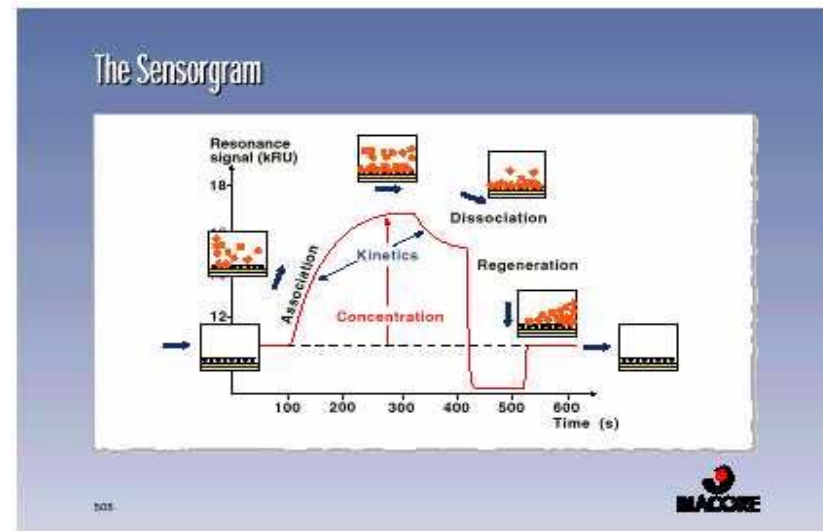 The Sensorgram
Resonance
signal (kRU)
18
Dissociation
Association
Kinetics
Regeneration
12
Concentration
100 200 300 400 500 600
Time (s)
BIACORE